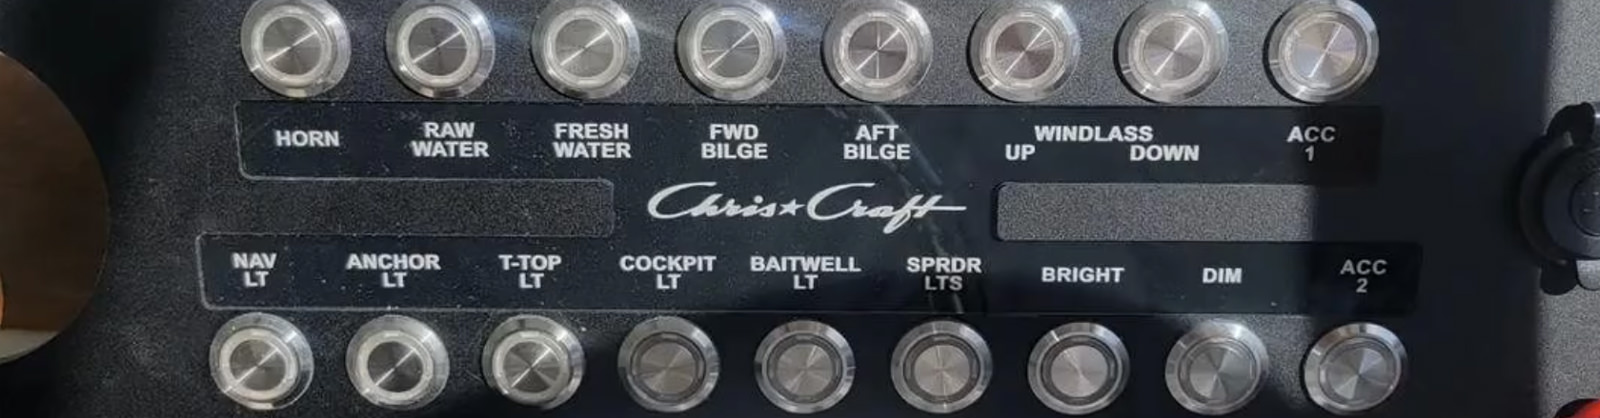 HORN
RAW
WATER
FRESH
WATER
FWD
BILGE
AFT
BILGE
WINDLASS
UP DOWN
ACC
1
Chris★Craft
NAV
LT
ANCHOR
LT
T-TOP
LT
COCKPIT
LT
BAITWELL
LT
SPRDR
LTS
BRIGHT
DIM
ACC
2